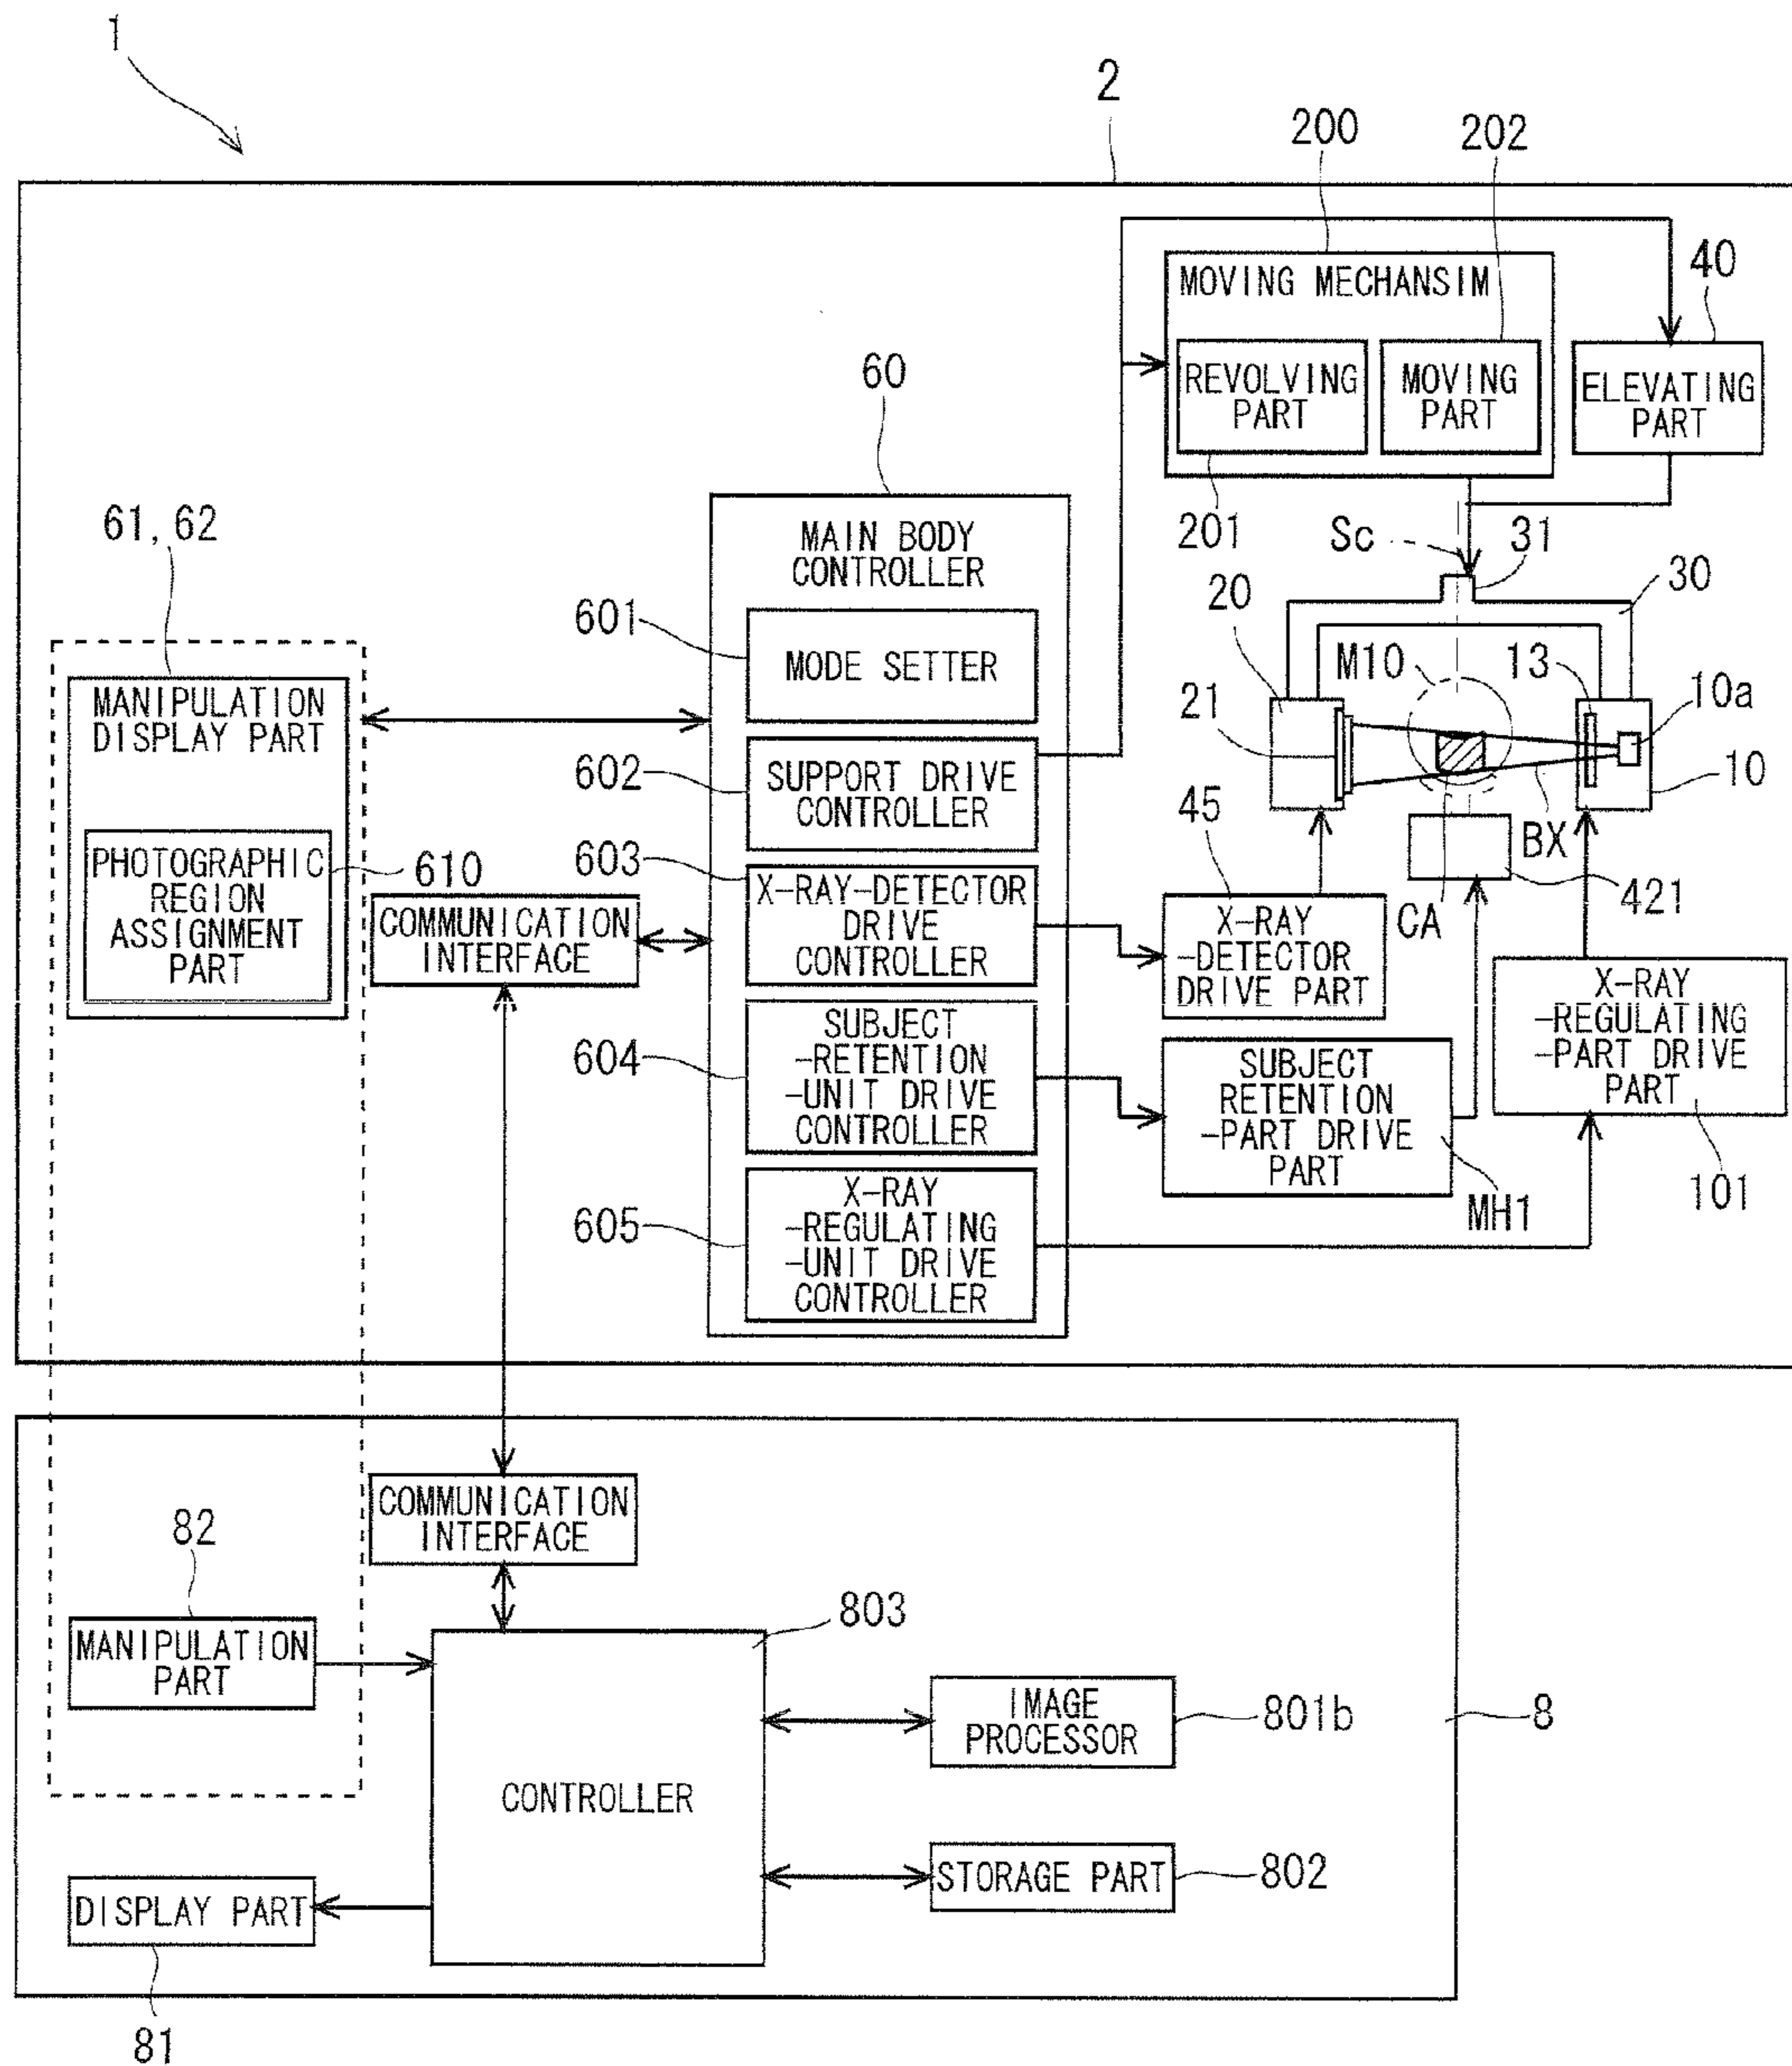 1
2
200
202
MOVING MECHANSIM
40
REVOLVING
PART
MOVING
PART
ELEVATING
PART
60
61, 62
201
Sc
31
MAIN BODY
CONTROLLER
20
30
601
MODE SETTER
M10
13
10a
MANIPULATION
DISPLAY PART
21
602
SUPPORT DRIVE
CONTROLLER
10
45
BX
PHOTOGRAPHIC
REGION
ASSIGNMENT
PART
610
603
X-RAY-DETECTOR
DRIVE
CONTROLLER
421
CA
COMMUNICATION
INTERFACE
X-RAY
-DETECTOR
DRIVE PART
X-RAY
-REGULATING
-PART DRIVE
PART
604
SUBJECT
-RETENTION
-UNIT DRIVE
CONTROLLER
SUBJECT
RETENTION
-PART DRIVE
PART
101
MH1
605
X-RAY
-REGULATING
-UNIT DRIVE
CONTROLLER
COMMUNICATION
INTERFACE
82
803
MANIPULATION
PART
IMAGE
PROCESSOR
801b
8
CONTROLLER
STORAGE PART
802
DISPLAY PART
81